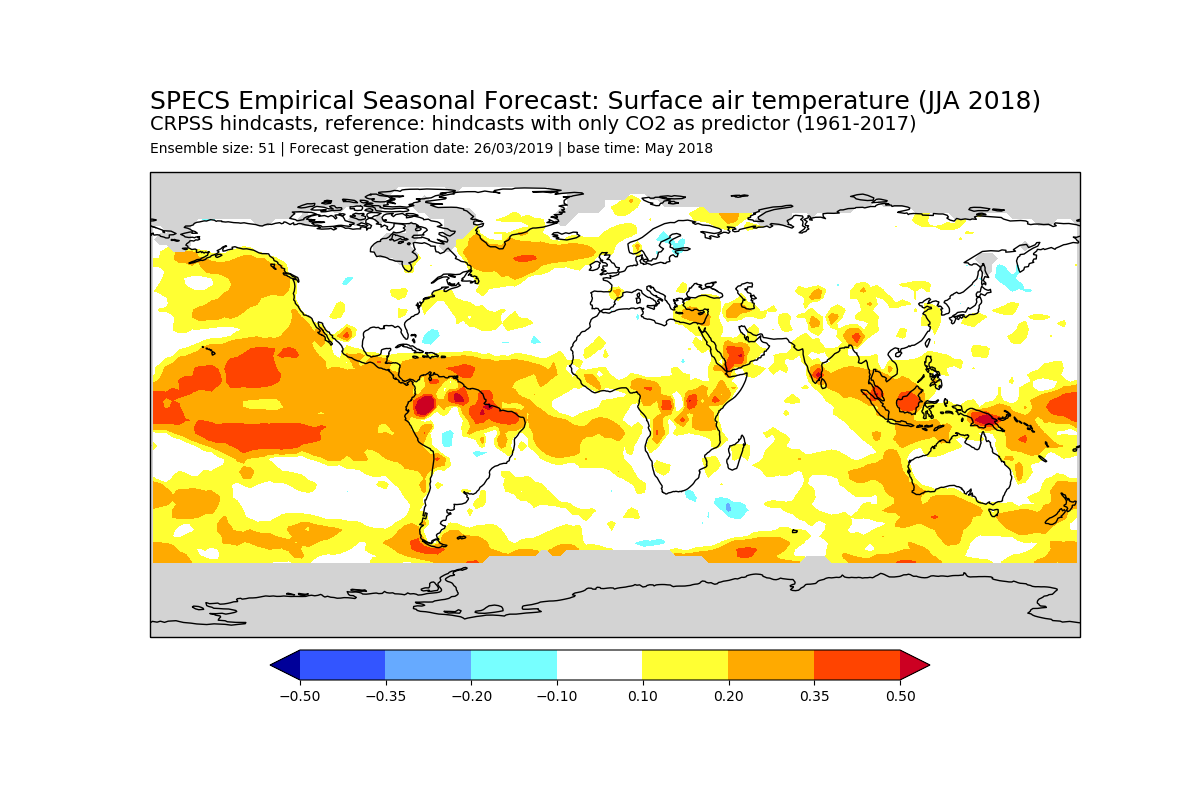 SPECS Empirical Seasonal Forecast: Surface air temperature (JJA 2018)
CRPSS hindcasts, reference: hindcasts with only CO2 as predictor (1961-2017)
Ensemble size: 51 | Forecast generation date: 26/03/2019 | base time: May 2018
−0.50 −0.35 −0.20 −0.10 0.10 0.20 0.35 0.50